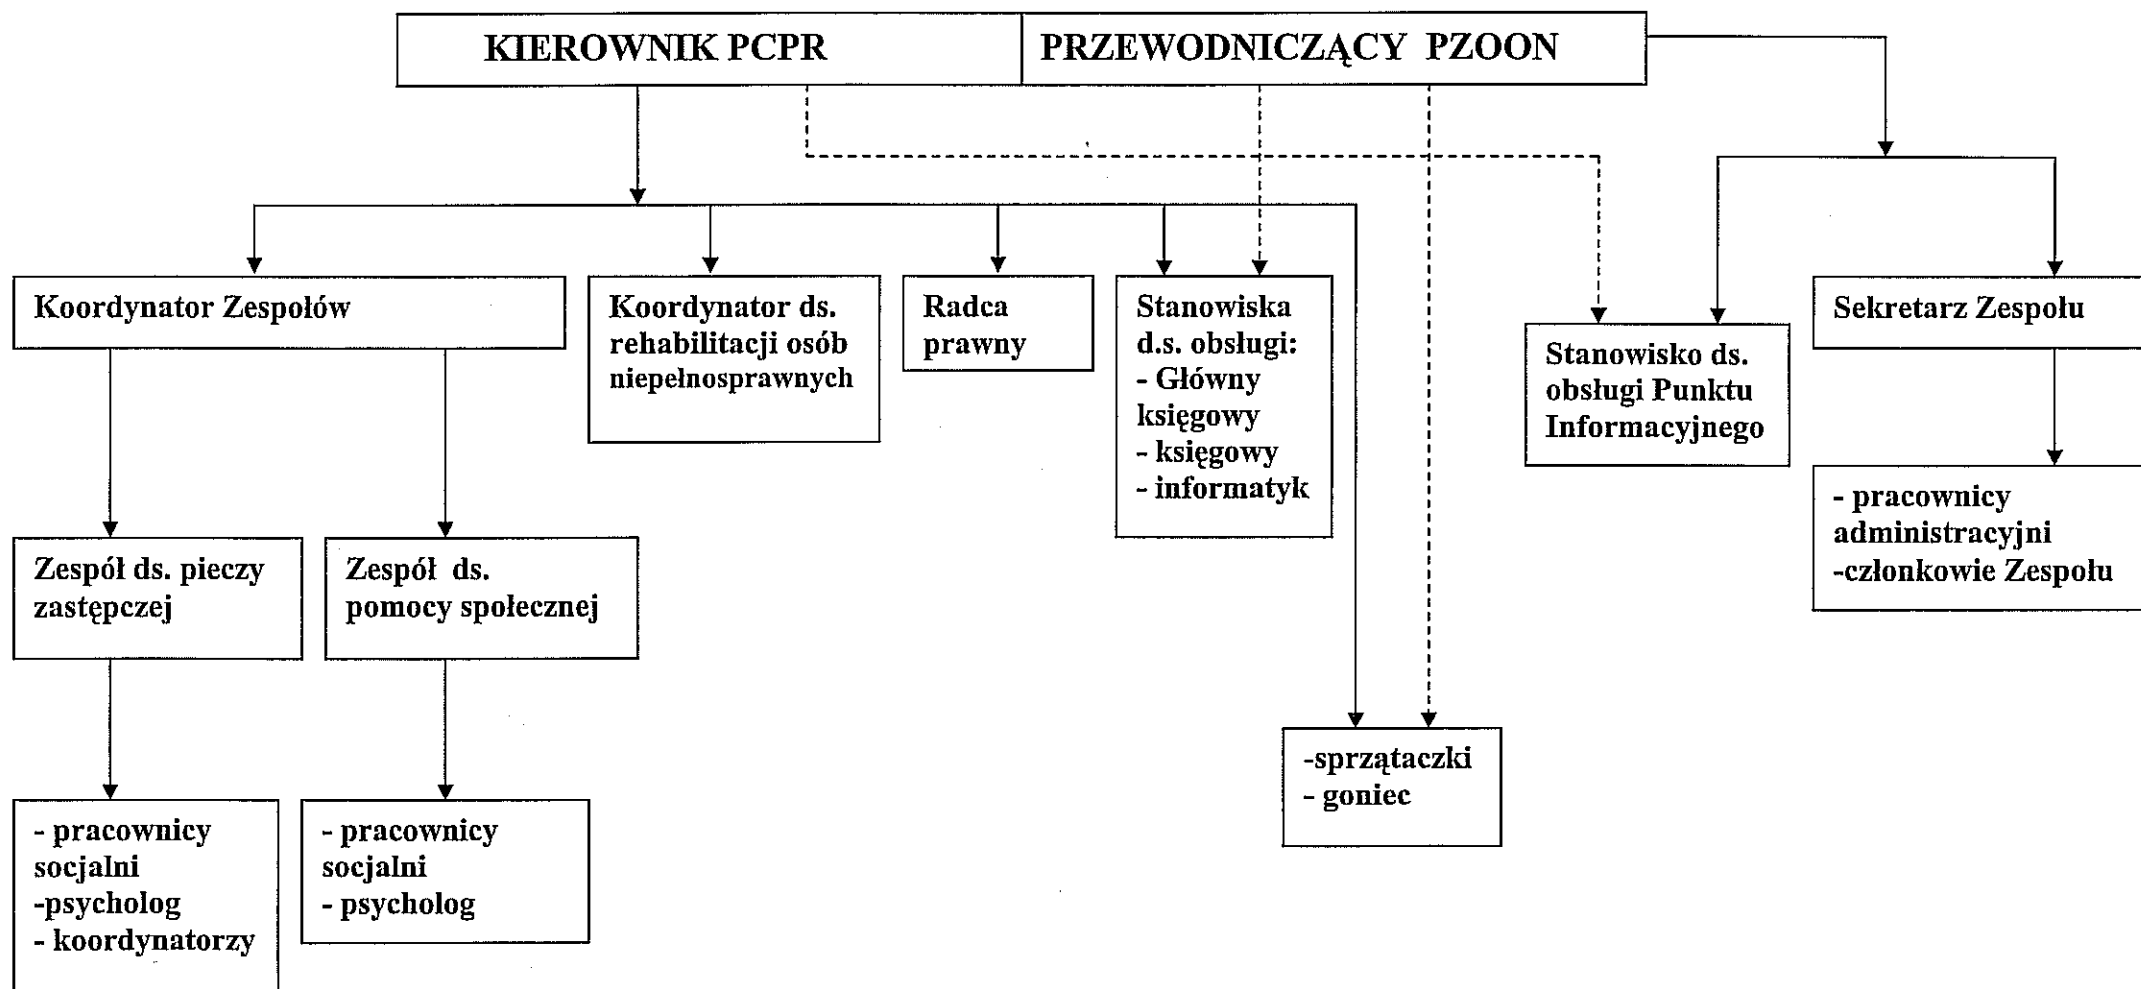 KIEROWNIK PCPR
PRZEWODNICZĄCY PZOON
Koordynator Zespołów
Koordynator ds.
rehabilitacji osób
niepełnosprawnych
Radca
prawny
Stanowiska
d.s. obsługi:
- Główny
księgowy
- księgowy
- informatyk
Stanowisko ds.
obsługi Punktu
Informacyjnego
Sekretarz Zespołu
- pracownicy
administracyjni
-członkowie Zespołu
Zespół ds. pieczy
zastępczej
Zespół ds.
pomocy społecznej
-sprzątaczki
- goniec
- pracownicy
socjalni
-psycholog
- koordynatorzy
- pracownicy
socjalni
- psycholog